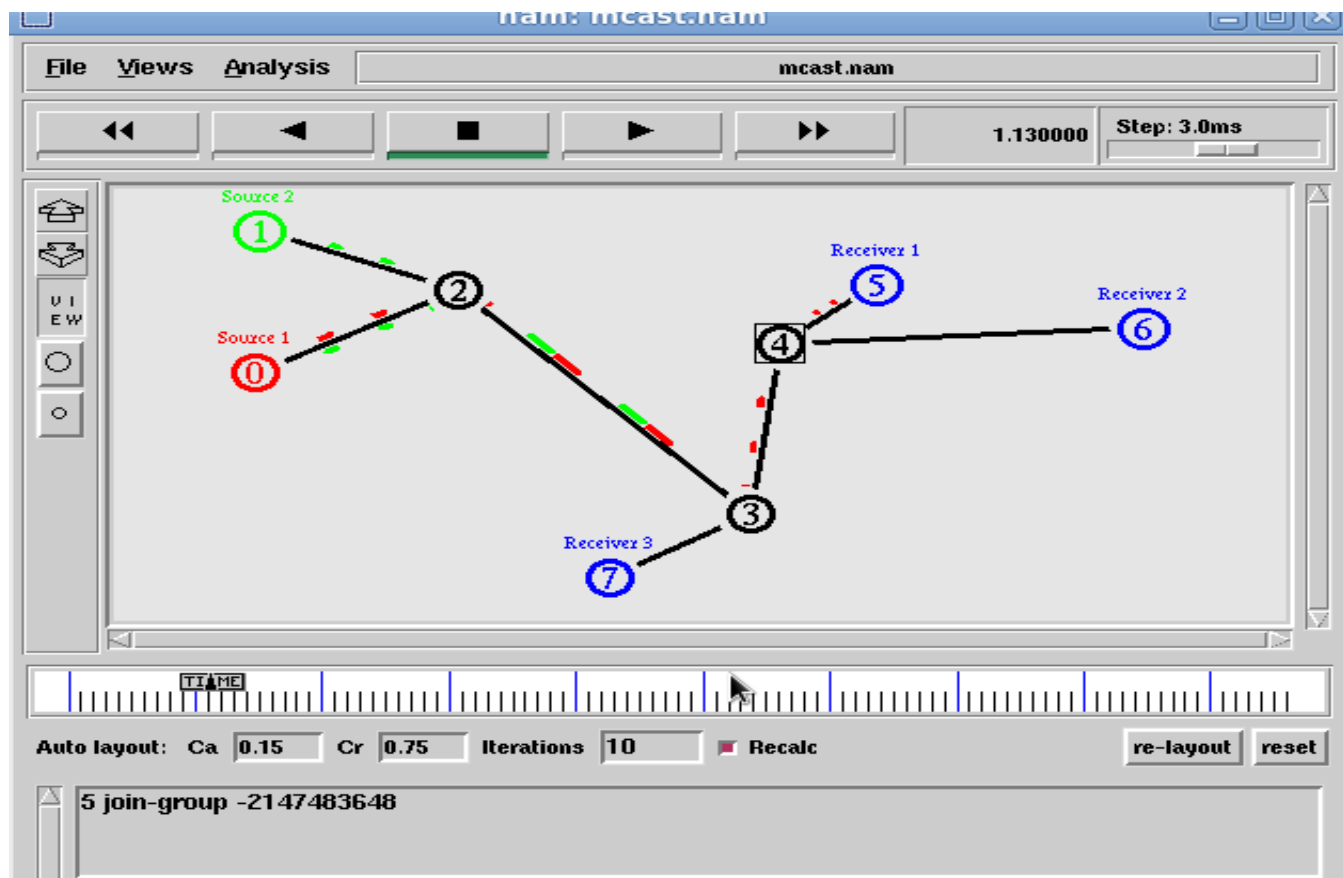 nam: mcast.nam
File Views Analysis mcast.nam
1.130000 Step: 3.0ms
Source 2
1
VIEW
2
Source 1
0
Receiver 1
5
Receiver 2
6
4
3
Receiver 3
7
TIME
Auto layout: Ca 0.15 Cr 0.75 Iterations 10 Recalc re-layout reset
5 join-group -2147483648